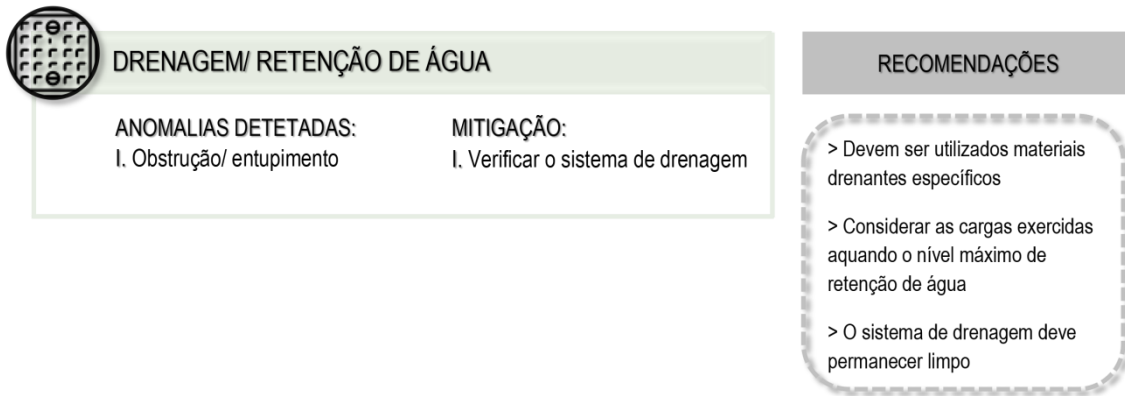 DRENAGEM/ RETENÇÃO DE ÁGUA
ANOMALIAS DETETADAS:
I. Obstrução/ entupimento
MITIGAÇÃO:
I. Verificar o sistema de drenagem
RECOMENDAÇÕES
> Devem ser utilizados materiais
drenantes específicos
> Considerar as cargas exercidas
aquando o nível máximo de
retenção de água
> O sistema de drenagem deve
permanecer limpo